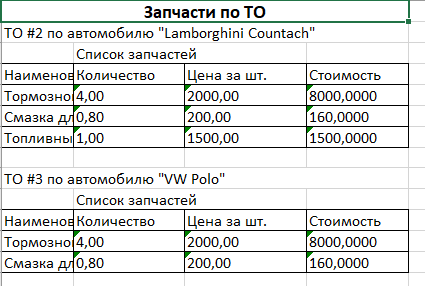 Запчасти по ТО
ТО #2 по автомобилю "Lamborghini Countach"
Список запчастей
Наименов Количество Цена за шт. Стоимость
Тормозно 4,00 2000,00 8000,0000
Смазка дл 0,80 200,00 160,0000
Топливны 1,00 1500,00 1500,0000
ТО #3 по автомобилю "VW Polo"
Список запчастей
Наименов Количество Цена за шт. Стоимость
Тормозно 4,00 2000,00 8000,0000
Смазка дл 0,80 200,00 160,0000